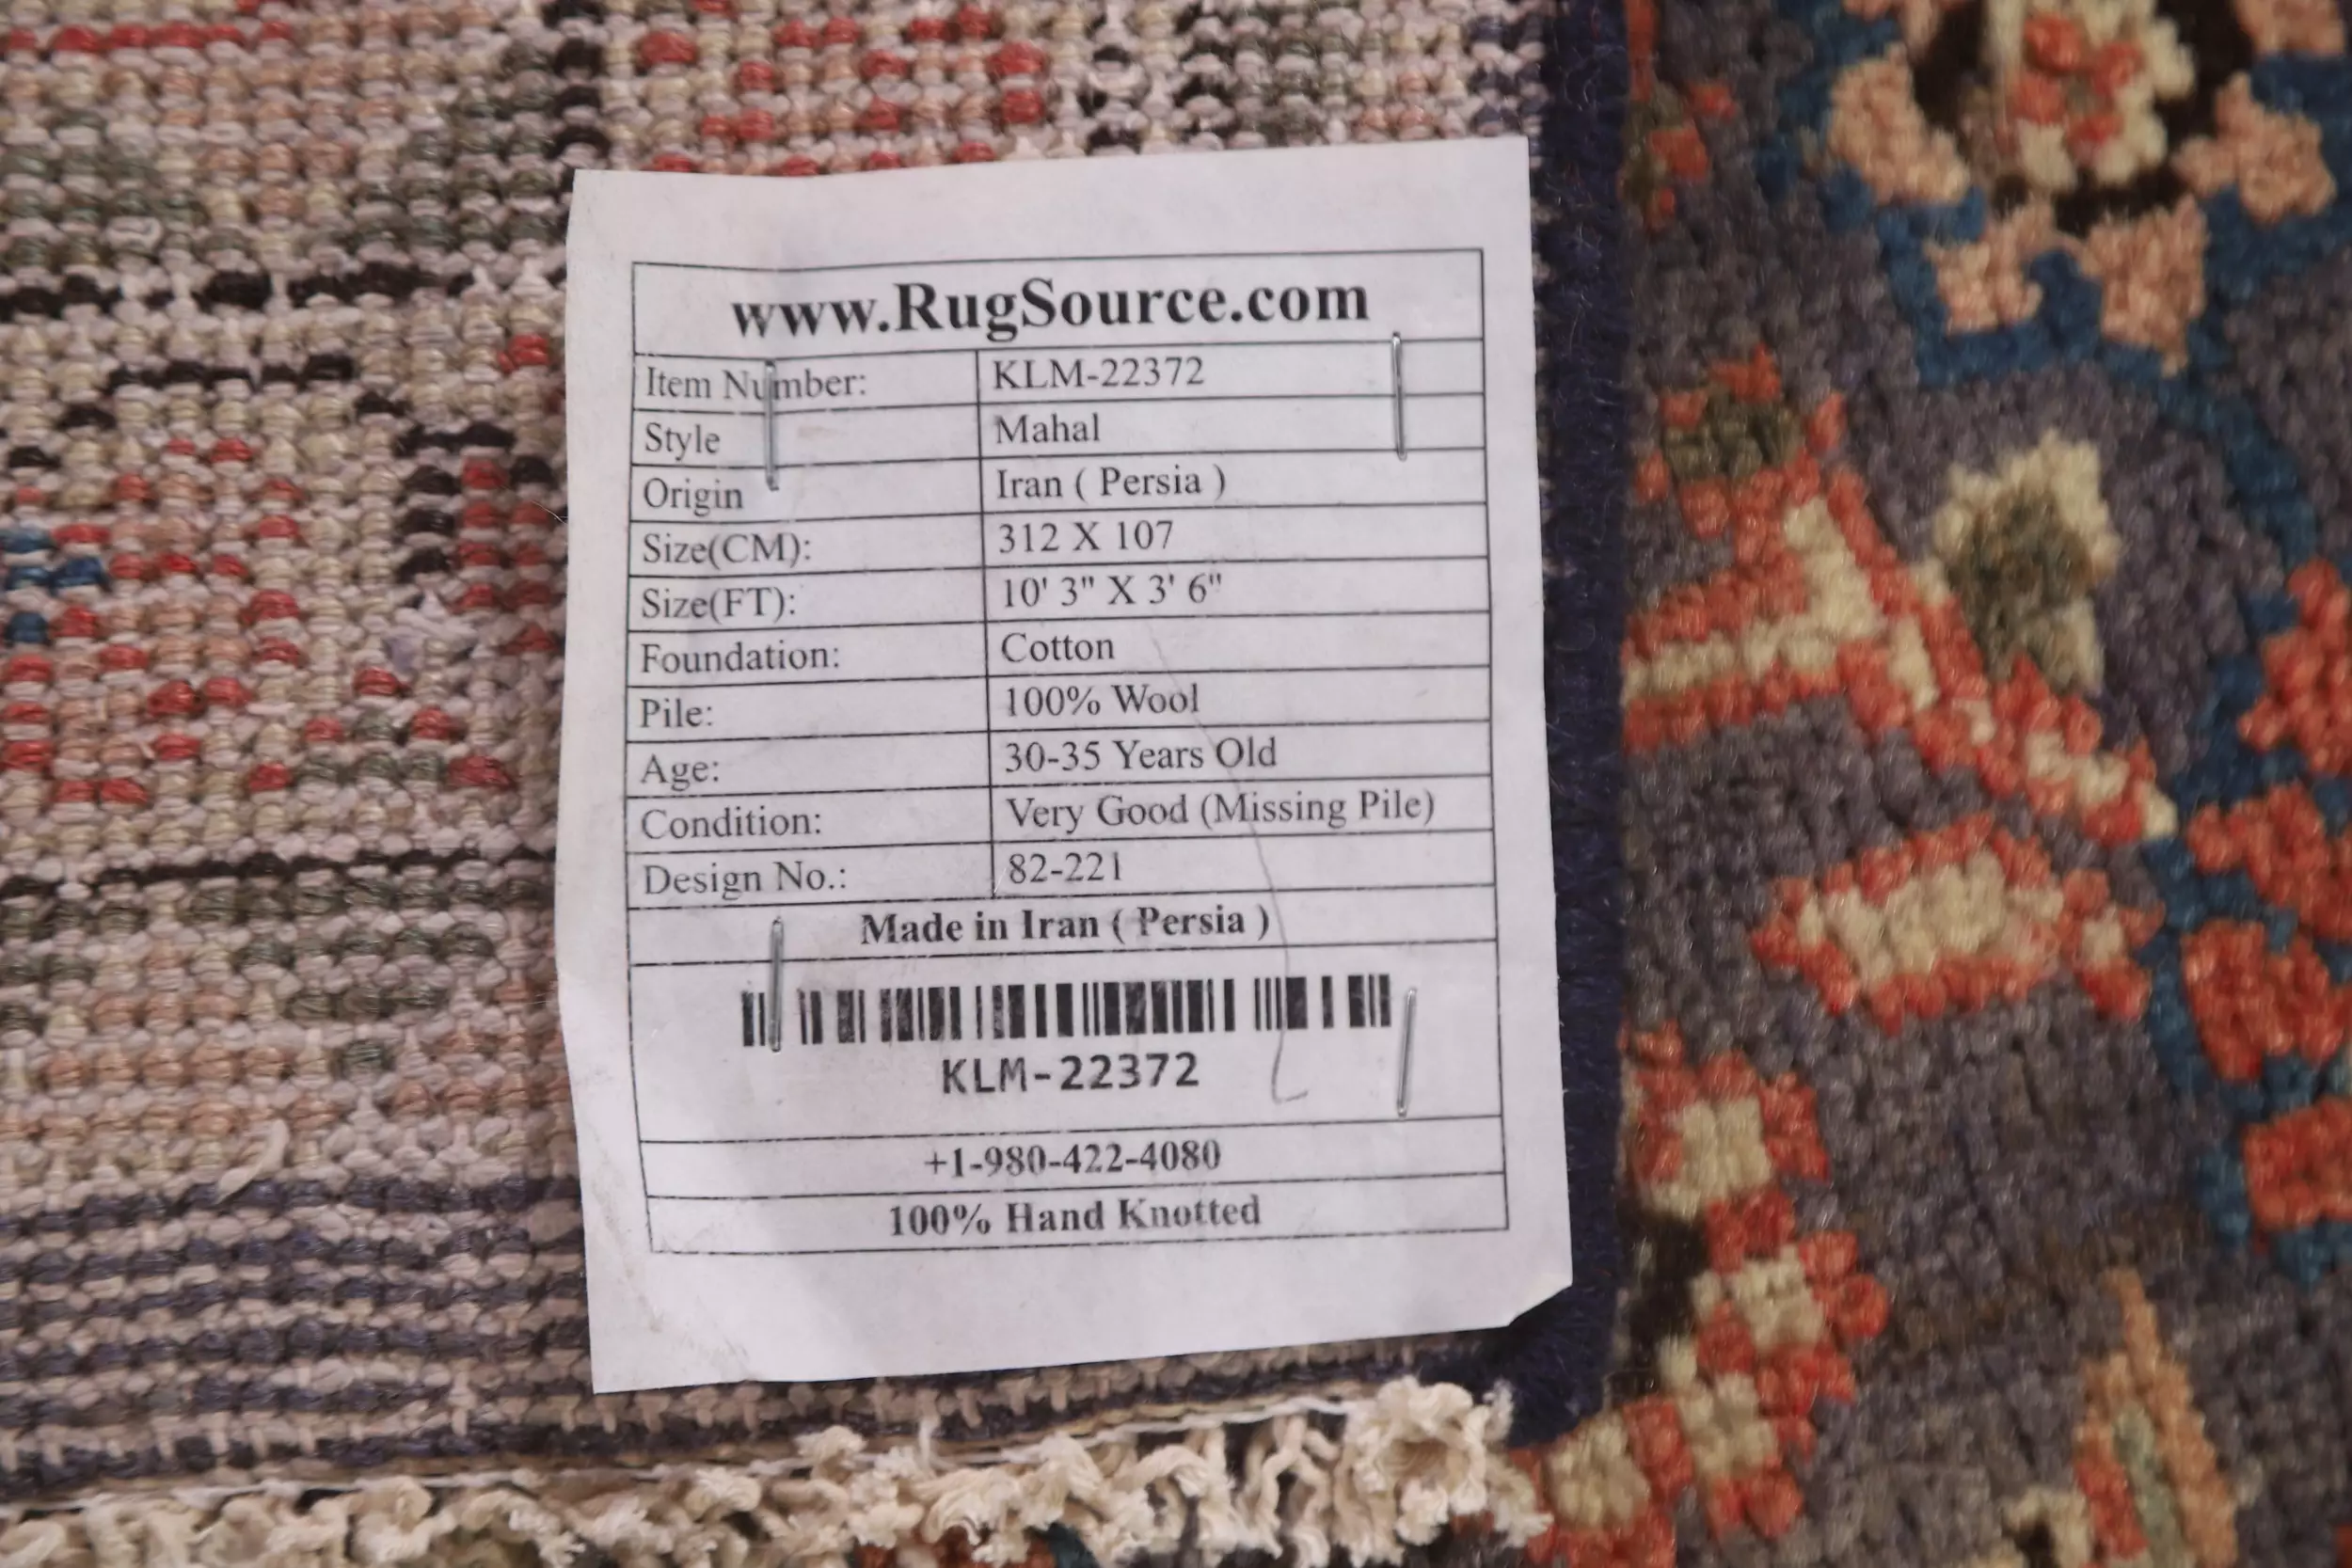 www.RugSource.com
Item Number: KLM-22372
Style Mahal
Origin Iran ( Persia )
Size(CM): 312 X 107
Size(FT): 10' 3" X 3' 6"
Foundation: Cotton
Pile: 100% Wool
Age: 30-35 Years Old
Condition: Very Good (Missing Pile)
Design No.: 82-221
Made in Iran ( Persia )
KLM-22372
+1-980-422-4080
100% Hand Knotted